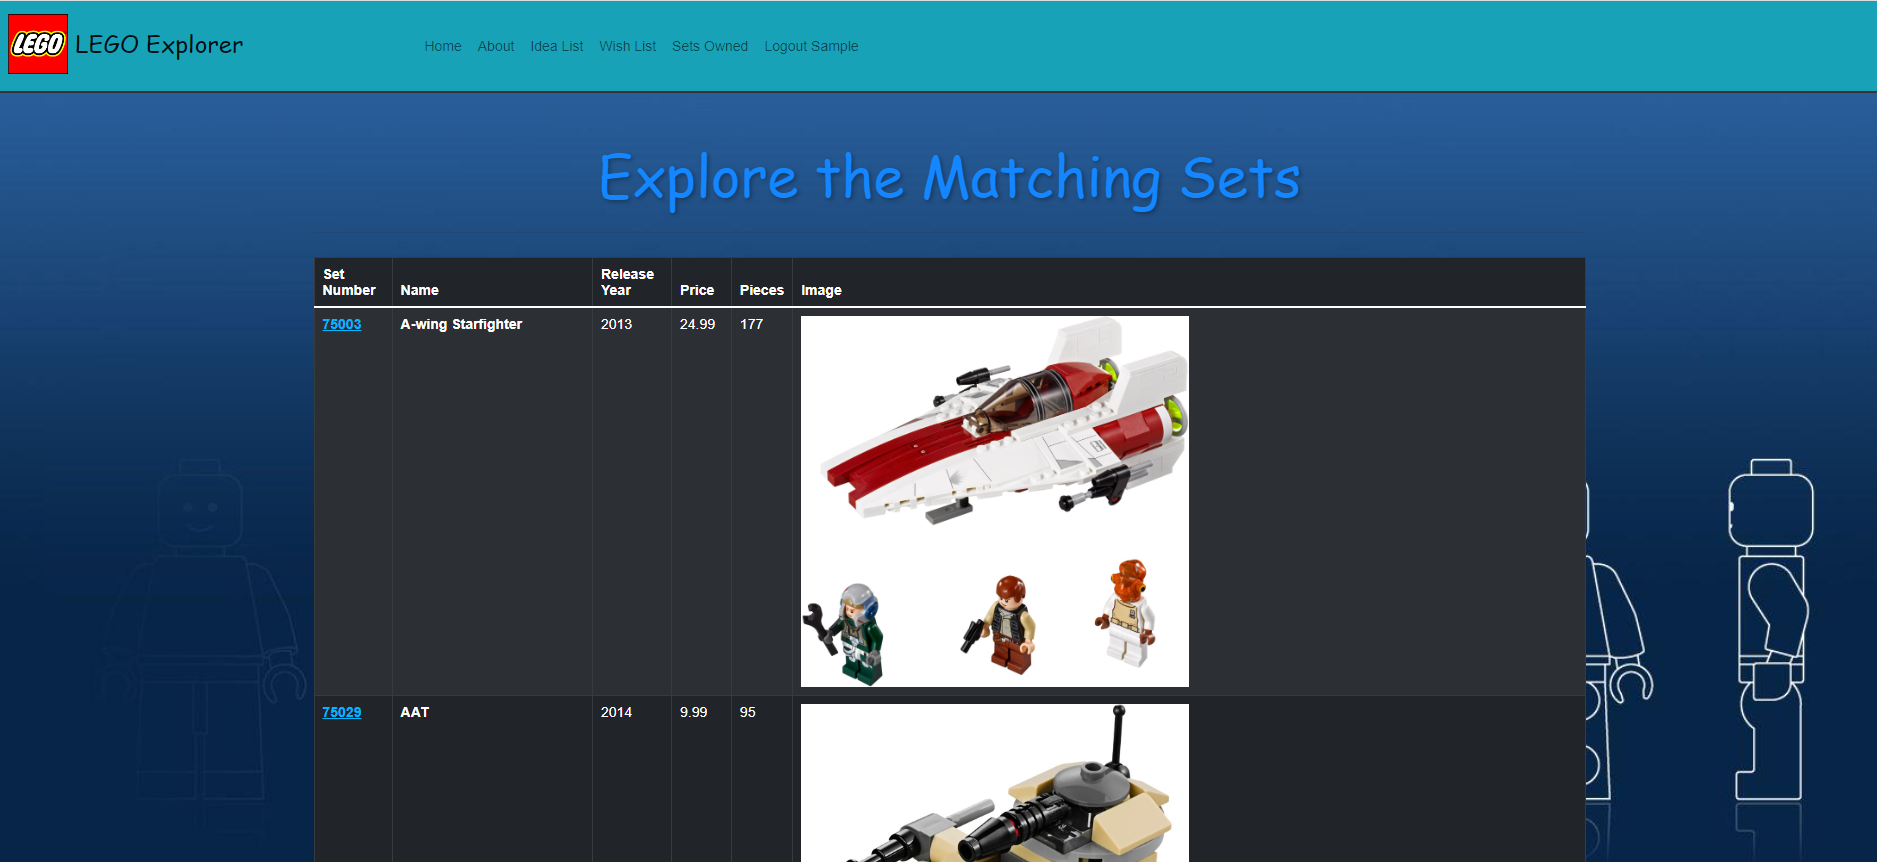 LEGO LEGO Explorer Home About Idea List Wish List Sets Owned Logout Sample
Explore the Matching Sets
Set Number Name Release Year Price Pieces Image
75003 A-wing Starfighter 2013 24.99 177
75029 AAT 2014 9.99 95